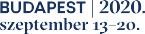 BUDAPEST | 2020.
szeptember 13–20.